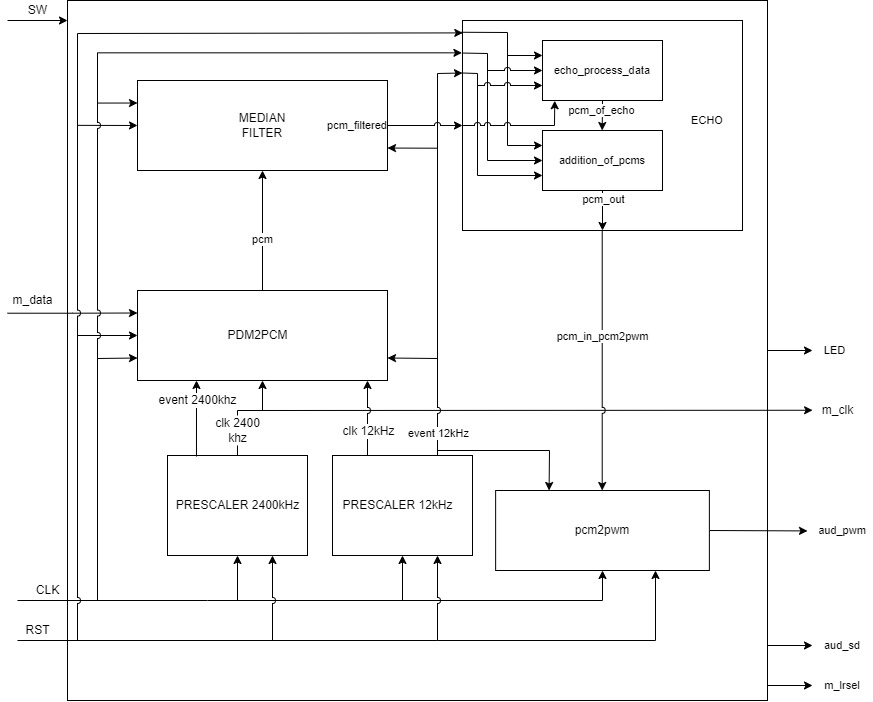 SW
echo_process_data
pcm_of_echo
ECHO
MEDIAN
FILTER
pcm_filtered
addition_of_pcms
pcm_out
pcm
m_data
PDM2PCM
pcm_in_pcm2pwm
LED
event 2400khz
m_clk
clk 2400
khz
clk 12kHz
event 12kHz
PRESCALER 2400kHz
PRESCALER 12kHz
pcm2pwm
aud_pwm
CLK
RST
aud_sd
m_lrsel